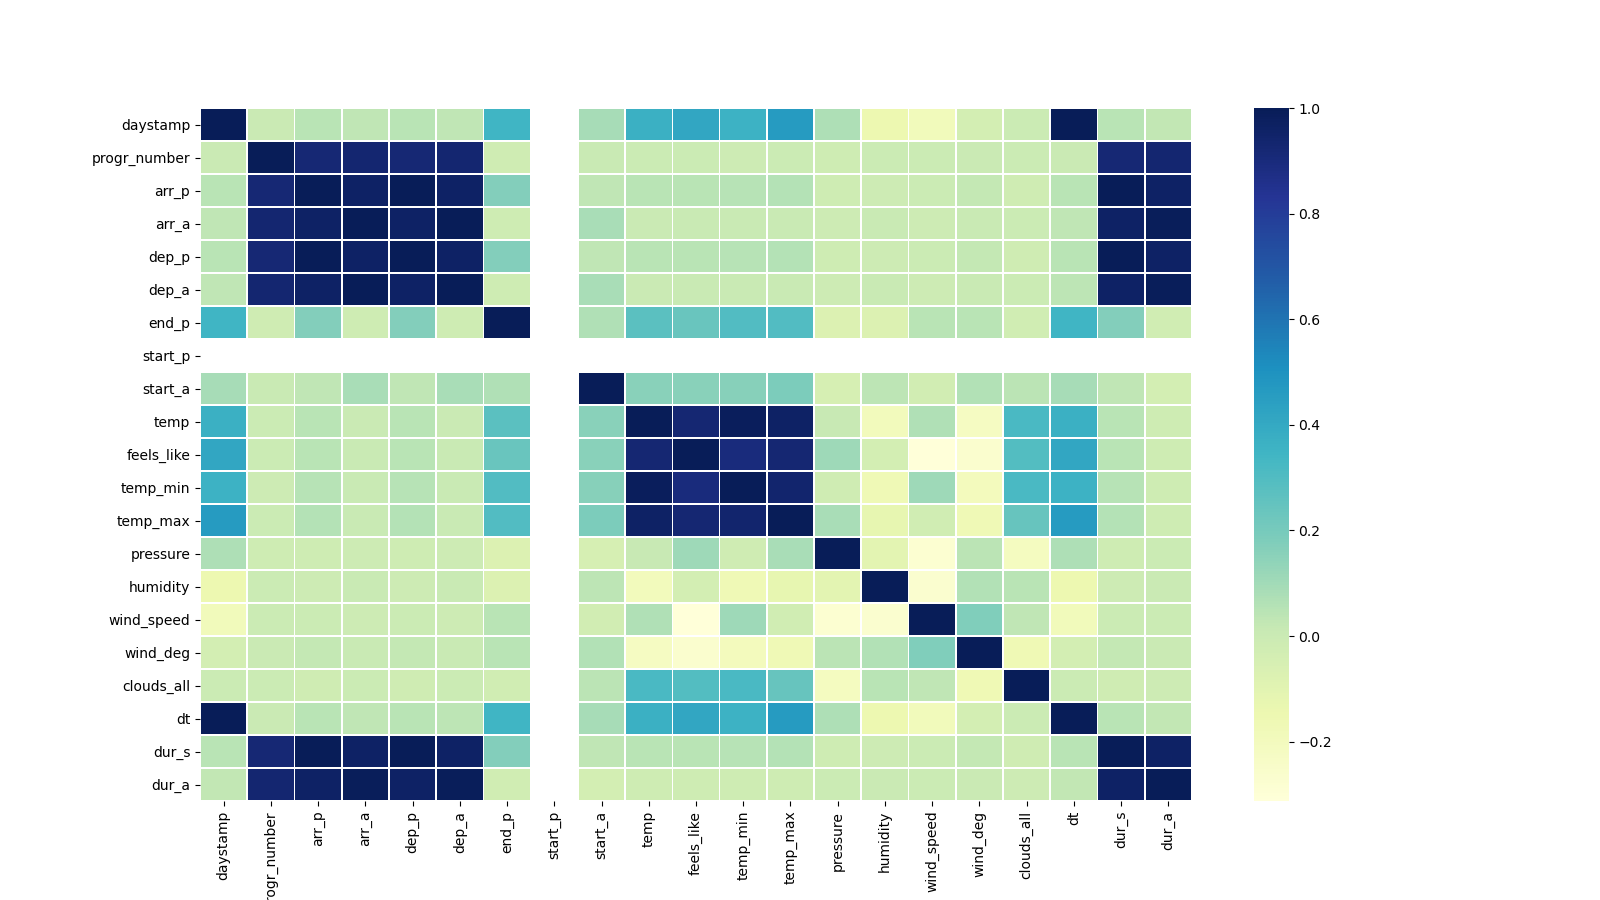 daystamp
progr_number
arr_p
arr_a
dep_p
dep_a
end_p
start_p
start_a
temp
feels_like
temp_min
temp_max
pressure
humidity
wind_speed
wind_deg
clouds_all
dt
dur_s
dur_a
daystamp
rogr_number
arr_p
arr_a
dep_p
dep_a
end_p
start_p
start_a
temp
feels_like
temp_min
temp_max
pressure
humidity
wind_speed
wind_deg
clouds_all
dt
dur_s
dur_a
1.0
0.8
0.6
0.4
0.2
0.0
−0.2